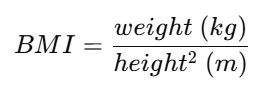 BMI = weight (kg) / height² (m)